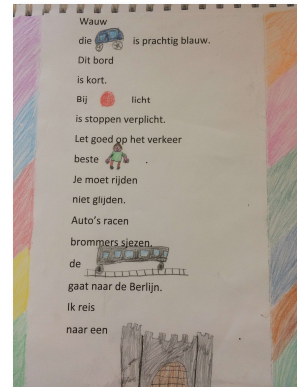 Wauw
die is prachtig blauw.
Dit bord
is kort.
Bij licht
is stoppen verplicht.
Let goed op het verkeer
beste .
Je moet rijden
niet glijden.
Auto's racen
brommers sjezen.
de
gaat naar de Berlijn.
Ik reis
naar een